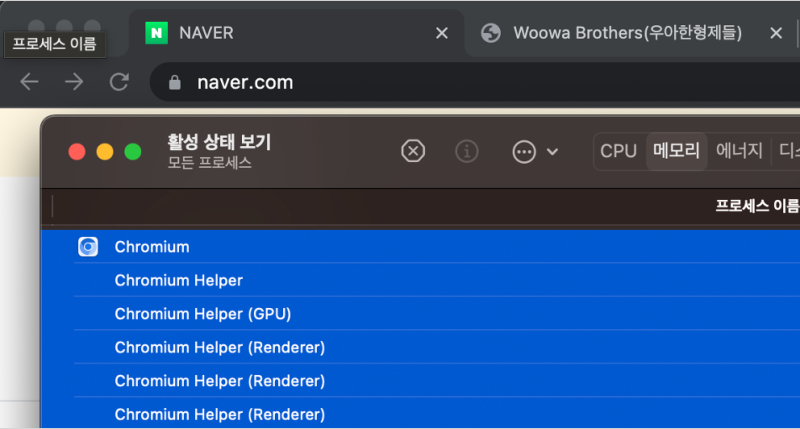 NAVER
Woowa Brothers(우아한형제들)
프로세스 이름
naver.com
활성 상태 보기
모든 프로세스
CPU
메모리
에너지
프로세스 이름
Chromium
Chromium Helper
Chromium Helper (GPU)
Chromium Helper (Renderer)
Chromium Helper (Renderer)
Chromium Helper (Renderer)